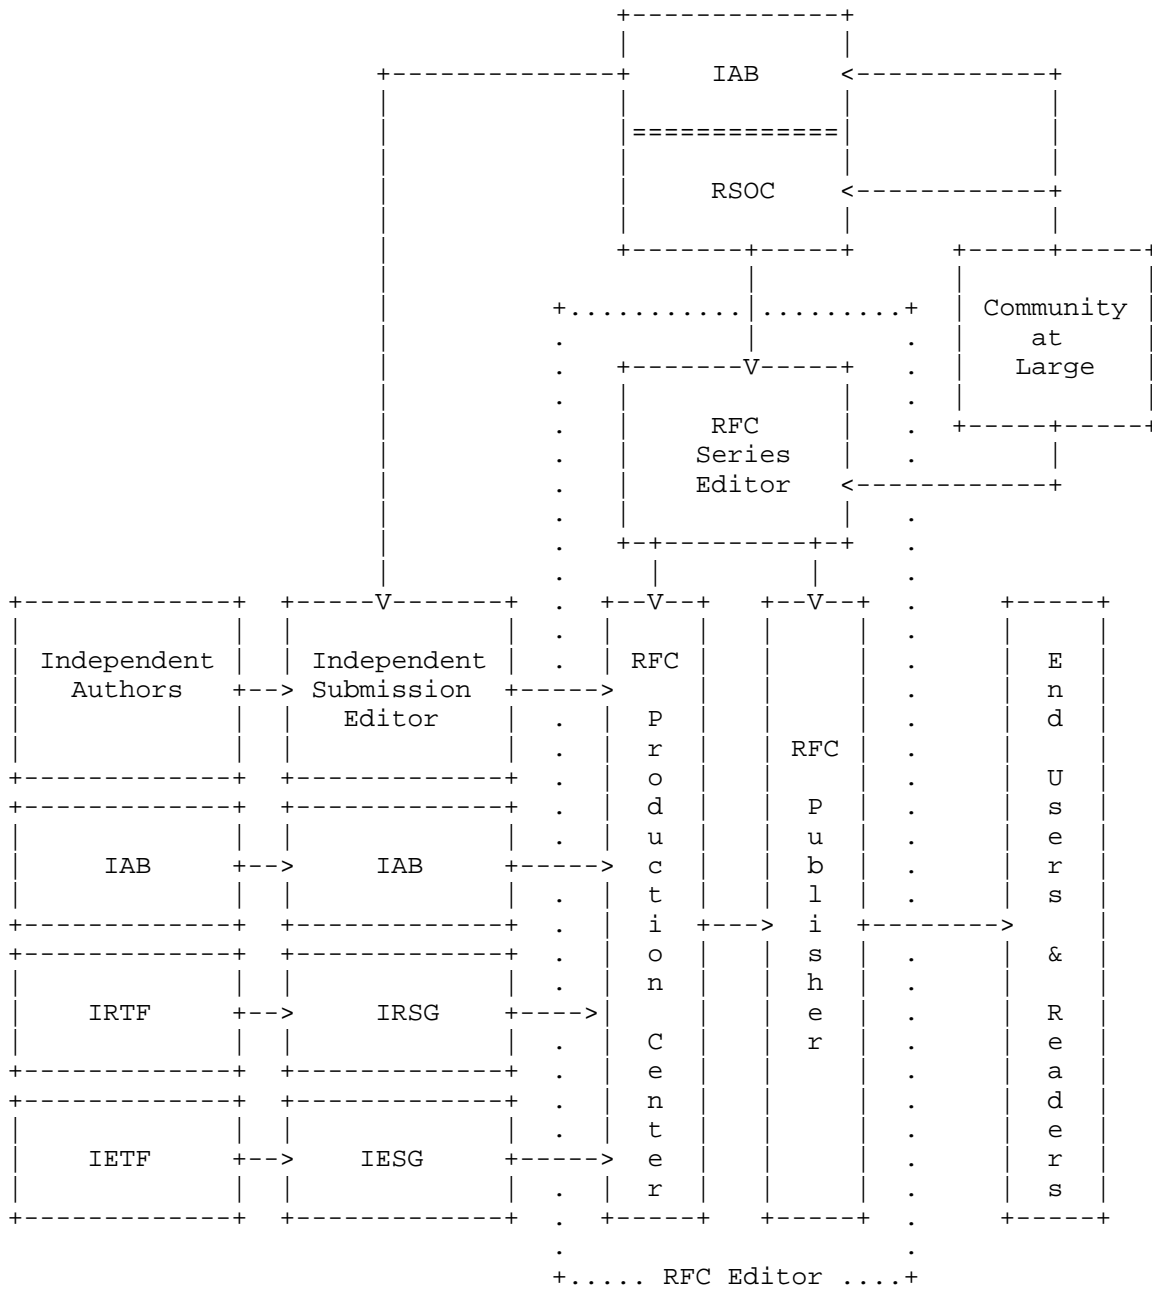 IAB
RSOC
Community
at
Large
RFC
Series
Editor
Independent
Authors
Independent
Submission
Editor
RFC Production Center
RFC Publisher
End Users & Readers
IAB
IAB
IRTF
IRSG
IETF
IESG
RFC Editor